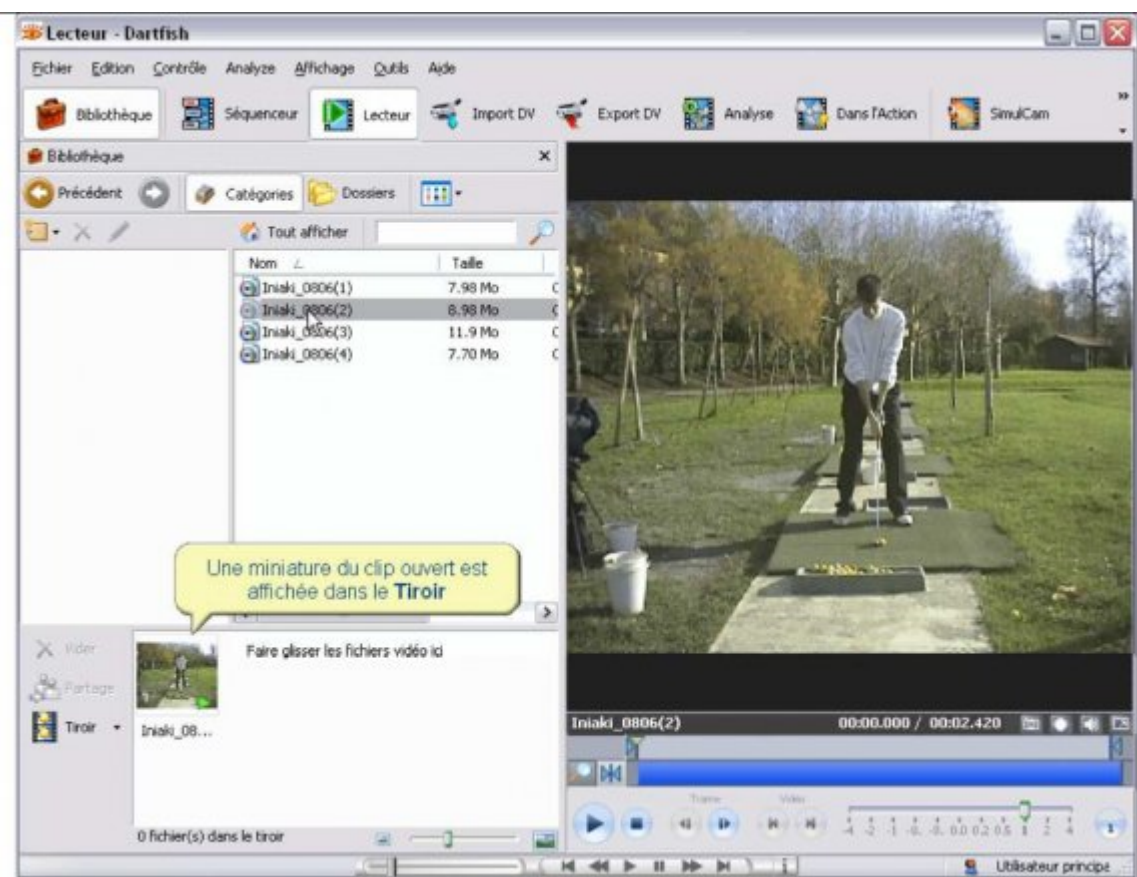 Lecteur - Dartfish
Fichier Edition Contrôle Analyze Affichage Outils Aide
Bibliothèque Séquenceur Lecteur Import DV Export DV Analyse Dans l'Action SimulCam
Bibliothèque
Précédent Catégories Dossiers
Tout afficher
Nom Taille
Iniaki_0806(1) 7.98 Mo
Iniaki_0806(2) 8.98 Mo
Iniaki_0806(3) 11.9 Mo
Iniaki_0806(4) 7.70 Mo
Une miniature du clip ouvert est
affichée dans le Tiroir
Vider
Partage
Tiroir
Faire glisser les fichiers vidéo ici
Iniaki_08...
0 fichier(s) dans le tiroir
Iniaki_0806(2) 00:00.000 / 00:02.420
Trame Vidéo
Utilisateur principa